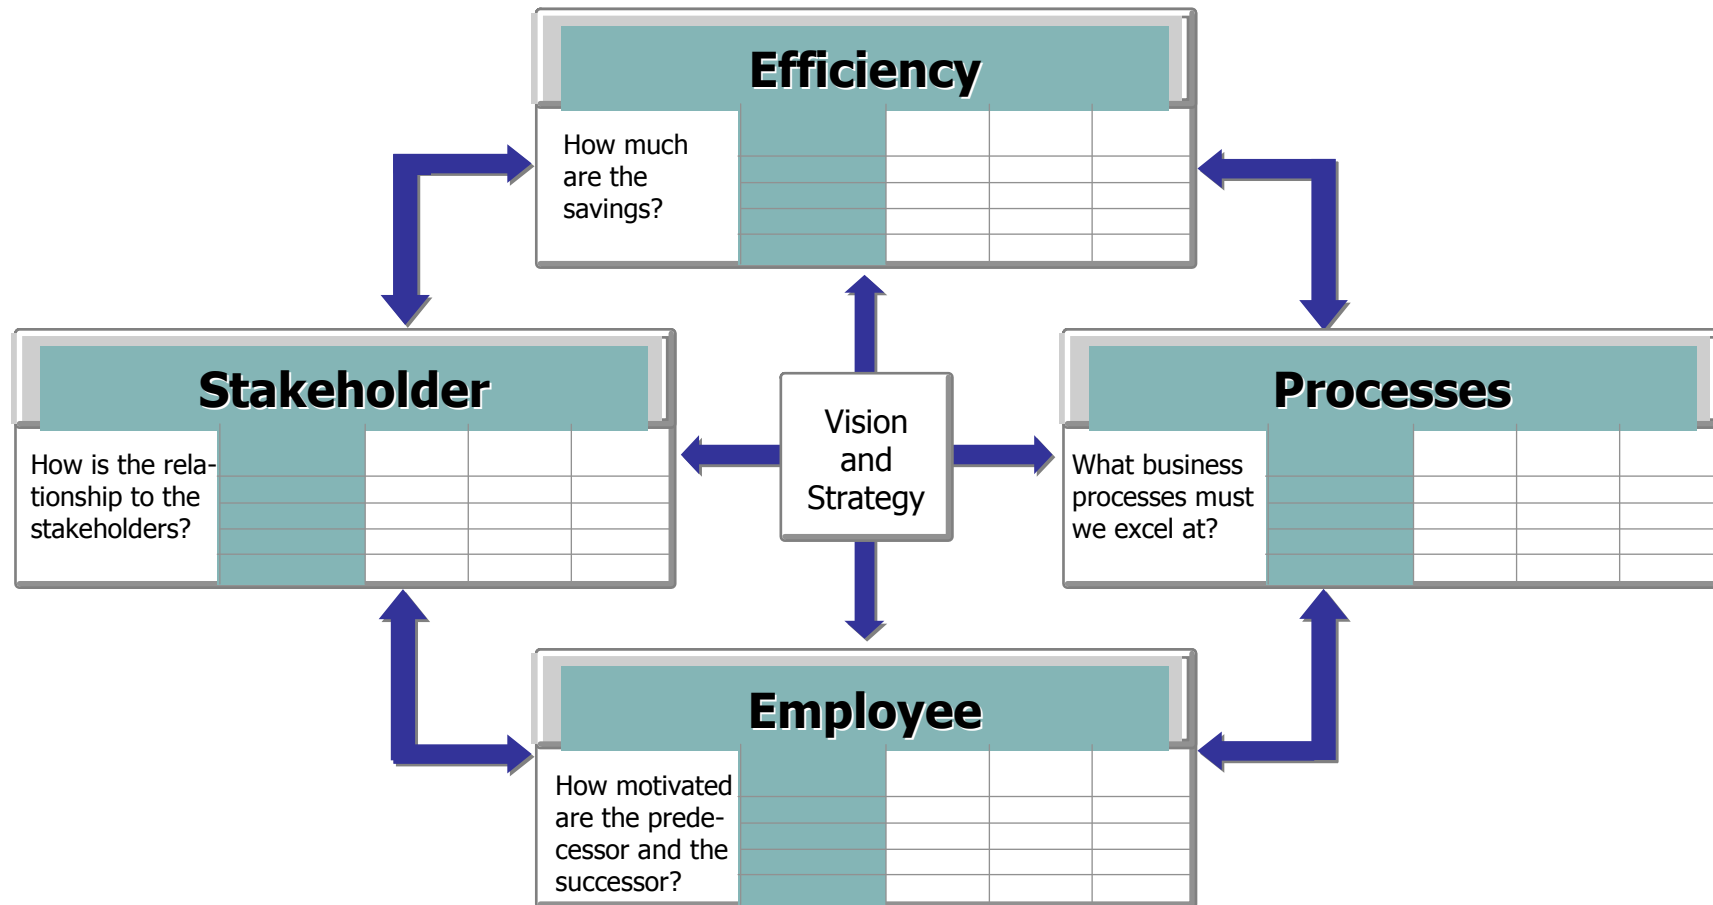 Efficiency
How much
are the
savings?
Stakeholder
How is the rela-
tionship to the
stakeholders?
Vision
and
Strategy
Processes
What business
processes must
we excel at?
Employee
How motivated
are the prede-
cessor and the
successor?